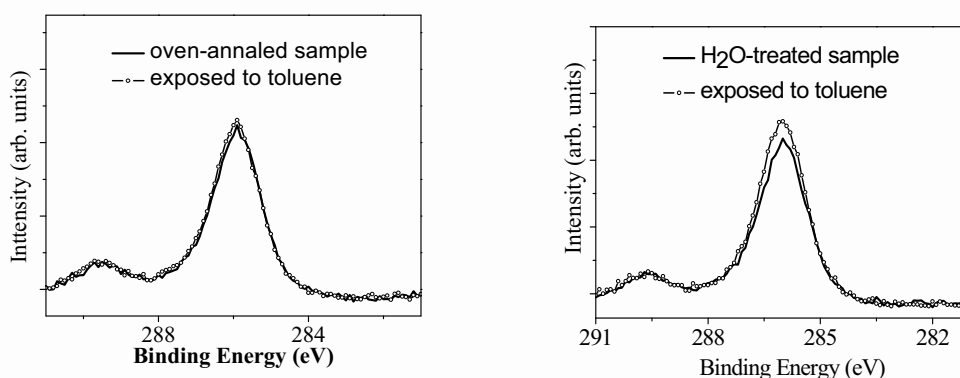 oven-annaled sample
exposed to toluene
Inttensity (arb. units)
288
284
Binding Energy (eV)
H2O-treated sample
exposed to toluene
Intensity (arb. units)
291
288
285
282
Binding Energy (eV)